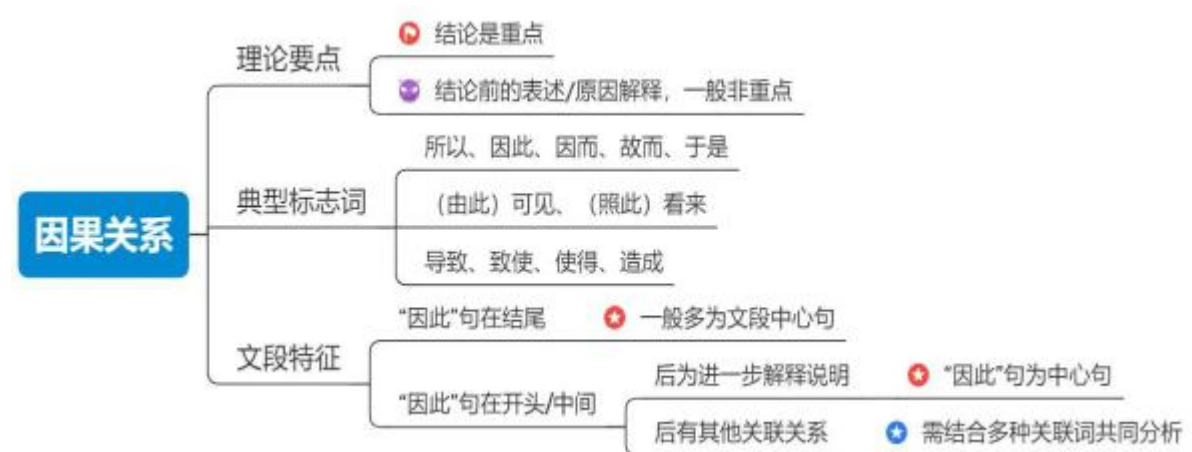 因果关系
理论要点
结论是重点
结论前的表述/原因解释，一般非重点
典型标志词
所以、因此、因而、故而、于是
（由此）可见、（照此）看来
导致、致使、使得、造成
文段特征
“因此”句在结尾
一般多为文段中心句
“因此”句在开头/中间
后为进一步解释说明
“因此”句为中心句
后有其他关联关系
需结合多种关联词共同分析